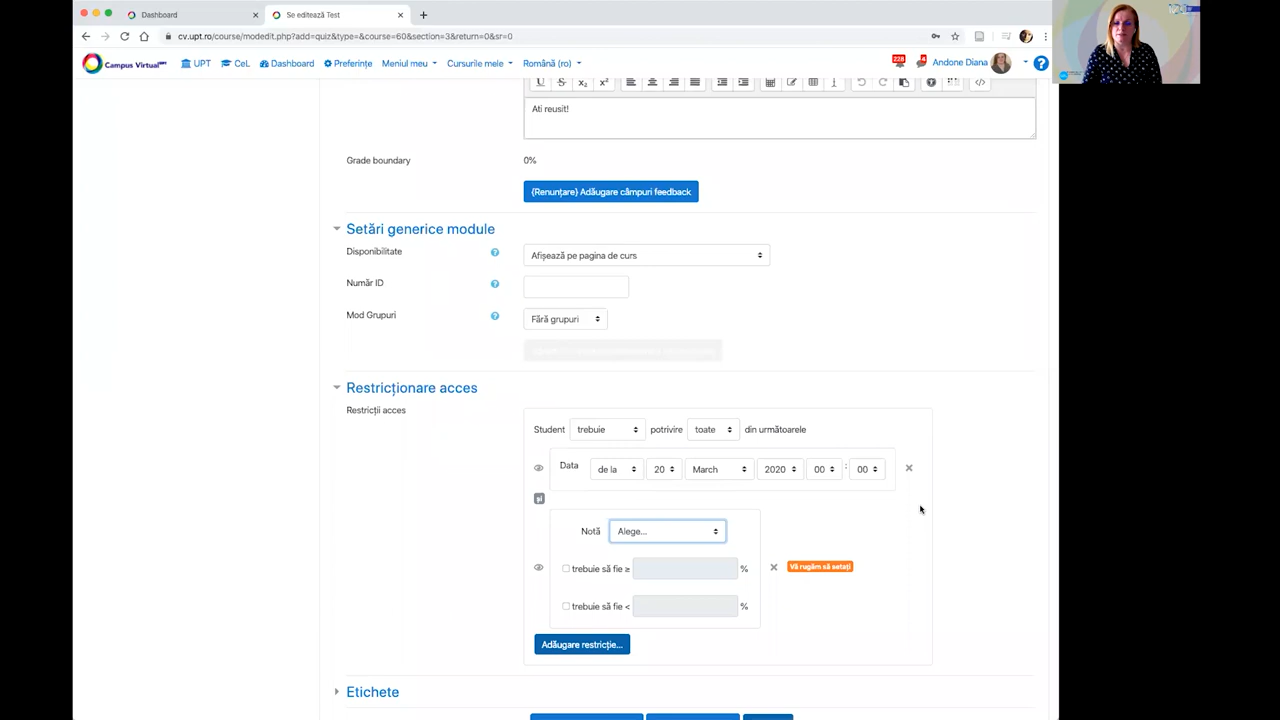 Dashboard
Se editează Test
cv.upt.ro/course/modedit.php?add=quiz&type=&course=60&section=3&return=0&sr=0
Campus Virtual UPT CeL Dashboard Preferințe Meniul meu Cursurile mele Română (ro) 228 Andone Diana
Ati reusit!
Grade boundary 0%
{Renunțare} Adăugare câmpuri feedback
Setări generice module
Disponibilitate Afișează pe pagina de curs
Număr ID
Mod Grupuri Fără grupuri
Restricționare acces
Restricții acces
Student trebuie potrivire toate din următoarele
Data de la 20 March 2020 00 : 00
și
Notă Alege...
trebuie să fie ≥ %
Vă rugăm să setați
trebuie să fie < %
Adăugare restricție...
Etichete